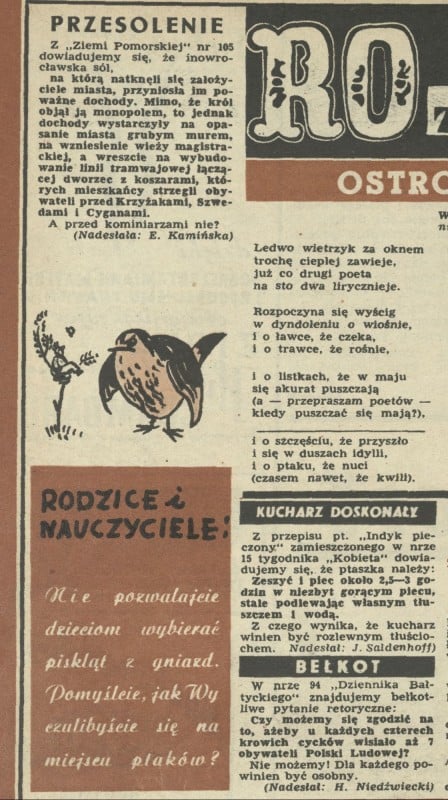 PRZESOLENIE
Z „Ziemi Pomorskiej” nr 105
dowiadujemy się, że inowro-
cławska sól,
na którą natknęli się założy-
ciele miasta, przyniosła im po-
ważne dochody. Mimo, że król
objął ją monopolem, to jednak
dochody wystarczyły na opa-
sanie miasta grubym murem,
na wzniesienie wieży magistra-
ckiej, a wreszcie na wybudo-
wanie linii tramwajowej łączą-
cej dworzec z koszarami, któ-
rych mieszkańcy strzegli oby-
wateli przed Krzyżakami, Szwe-
dami i Cyganami.
A przed kominiarzami nie?
(Nadesłała: E. Kamińska)
RODZICE i
NAUCZYCIELE!
Nie pozwalajcie
dzieciom wybierać
piskląt z gniazd.
Pomyślcie, jak Wy
czulibyście się na
miejscu ptaków?
RO
Z
OSTRO
W
Ledwo wietrzyk za oknem
trochę cieplej zawieje,
już co drugi poeta
na sto dwa lirycznieje.
Rozpoczyna się wyścig
w dyndoleniu o wiośnie,
i o ławce, że czeka,
i o trawce, że rośnie,
i o listkach, że w maju
się akurat puszczają
(a — przepraszam poetów —
kiedy puszczać się mają?),
i o szczęściu, że przyszło
i się w duszach idylli,
i o ptaku, że nuci
(czasem nawet, że kwili).
KUCHARZ DOSKONAŁY
Z przepisu pt. „Indyk pie-
czony” zamieszczonego w nrze
15 tygodnika „Kobieta” dowia-
dujemy się, że ptaszka należy:
Zeszyć i piec około 2,5—3 go-
dzin w niezbyt gorącym piecu,
stale podlewając własnym tłu-
szczem i wodą.
Z czego wynika, że kucharz
winien być rozlewnym tłuścio-
chem. Nadesłał: J. Saldenhoff)
BEŁKOT
W nrze 94 „Dziennika Bał-
tyckiego” znajdujemy bełkot-
liwe pytanie retoryczne:
Czy możemy się zgodzić na
to, ażeby u każdych czterech
krowich cycków wisiało aż 7
obywateli Polski Ludowej?
Nie możemy! Dla każdego po-
winien być osobny.
(Nadesłał: H. Niedźwiecki)